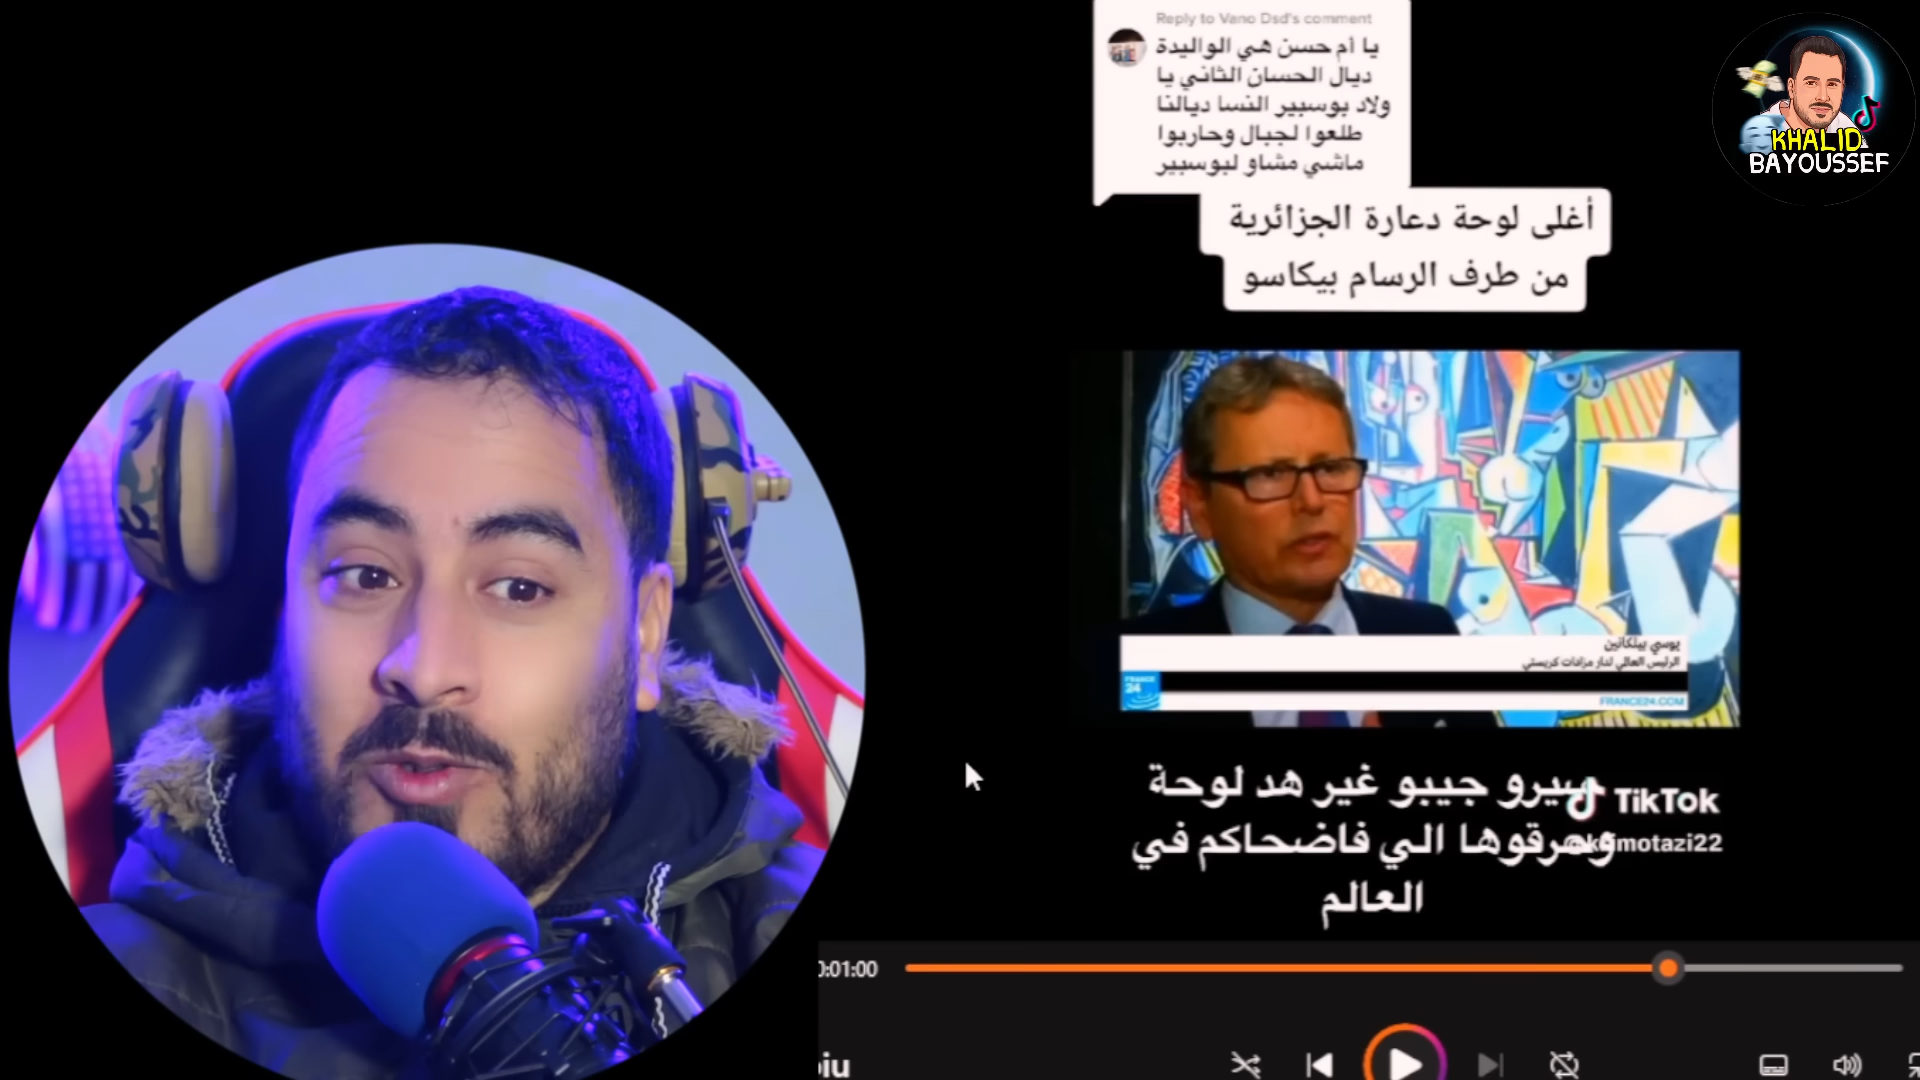 Reply to Vano Dsd's comment
يا أم حسن هي الواليدة
ديال الحسان الثاني يا
ولاد بوسبير النسا ديالنا
طلعوا لجبال وحاربوا
ماشي مشاو لبوسبير
KHALID
BAYOUSSEF
أغلى لوحة دعارة الجزائرية
من طرف الرسام بيكاسو
يوسي بيلكانين
الرئيس العالمي لدار مزادات كريستي
FRANCE
24
FRANCE24.COM
سيرو جيبو غير هد لوحة
وحرقوها الي فاضحاكم في
العالم
TikTok
0:01:00